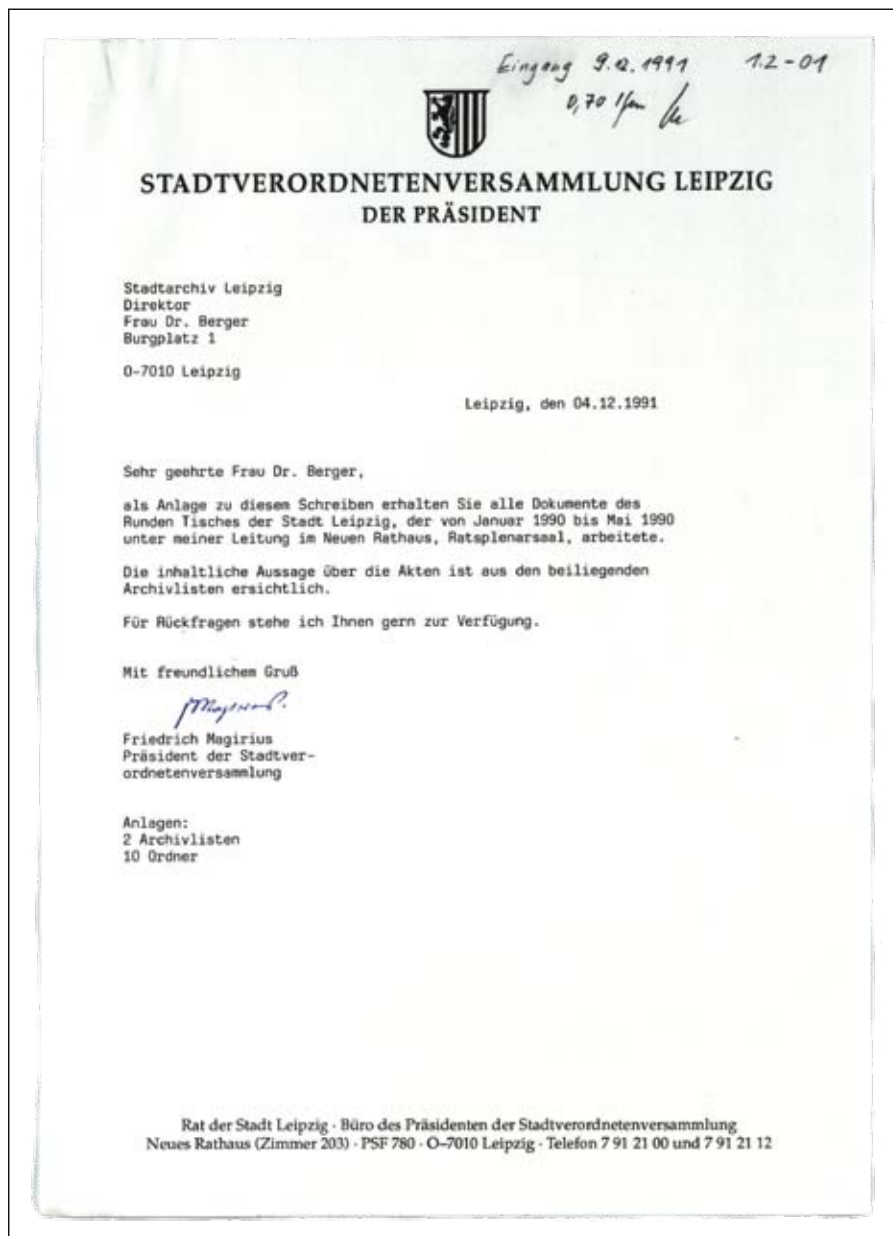 Eingang 9.12.1991 1.2-01
0,70 lfm
STADTVERORDNETENVERSAMMLUNG LEIPZIG
DER PRÄSIDENT
Stadtarchiv Leipzig
Direktor
Frau Dr. Berger
Burgplatz 1
O-7010 Leipzig
Leipzig, den 04.12.1991
Sehr geehrte Frau Dr. Berger,
als Anlage zu diesem Schreiben erhalten Sie alle Dokumente des
Runden Tisches der Stadt Leipzig, der von Januar 1990 bis Mai 1990
unter meiner Leitung im Neuen Rathaus, Ratsplenarsaal, arbeitete.
Die inhaltliche Aussage über die Akten ist aus den beiliegenden
Archivlisten ersichtlich.
Für Rückfragen stehe ich Ihnen gern zur Verfügung.
Mit freundlichem Gruß
Friedrich Magirius
Präsident der Stadtver-
ordnetenversammlung
Anlagen:
2 Archivlisten
10 Ordner
Rat der Stadt Leipzig · Büro des Präsidenten der Stadtverordnetenversammlung
Neues Rathaus (Zimmer 203) · PSF 780 · O–7010 Leipzig · Telefon 7 91 21 00 und 7 91 21 12